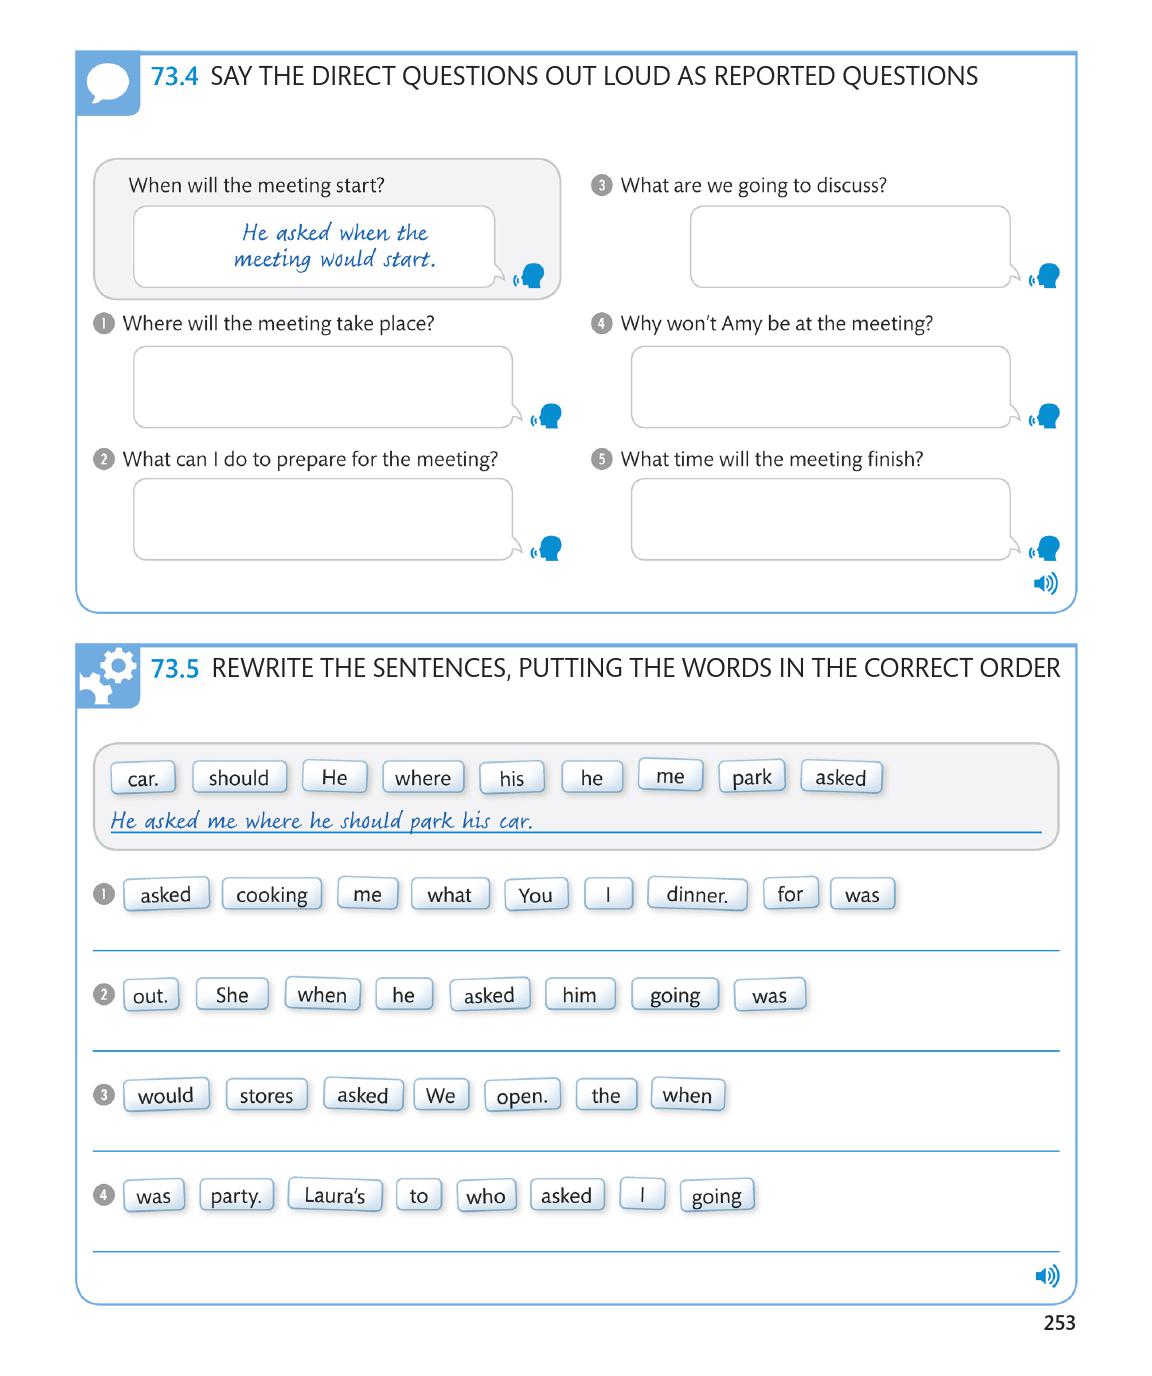 73.4 SAY THE DIRECT QUESTIONS OUT LOUD AS REPORTED QUESTIONS
When will the meeting start?
He asked when the
meeting would start.
1 Where will the meeting take place?
2 What can I do to prepare for the meeting?
3 What are we going to discuss?
4 Why won't Amy be at the meeting?
5 What time will the meeting finish?
73.5 REWRITE THE SENTENCES, PUTTING THE WORDS IN THE CORRECT ORDER
car. should He where his he me park asked
He asked me where he should park his car.
1 asked cooking me what You I dinner. for was
2 out. She when he asked him going was
3 would stores asked We open. the when
4 was party. Laura's to who asked I going
253